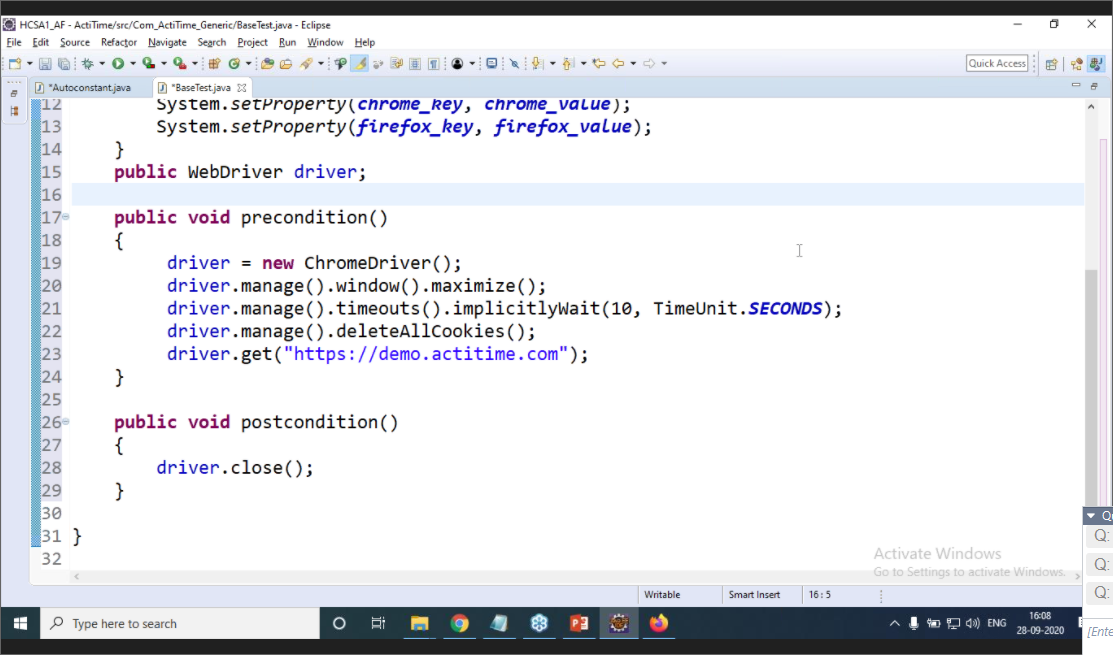 HCSA1_AF - ActiTime/src/Com_ActiTime_Generic/BaseTest.java - Eclipse
File Edit Source Refactor Navigate Search Project Run Window Help
Quick Access
*Autoconstant.java *BaseTest.java
12 System.setProperty(chrome_key, chrome_value);
13 System.setProperty(firefox_key, firefox_value);
14 }
15 public WebDriver driver;
16
17 public void precondition()
18 {
19 driver = new ChromeDriver();
20 driver.manage().window().maximize();
21 driver.manage().timeouts().implicitlyWait(10, TimeUnit.SECONDS);
22 driver.manage().deleteAllCookies();
23 driver.get("https://demo.actitime.com");
24 }
25
26 public void postcondition()
27 {
28 driver.close();
29 }
30
31 }
32
Activate Windows
Go to Settings to activate Windows.
Q:
Q:
Q:
Writable Smart Insert 16 : 5
Type here to search
ENG
16:08
28-09-2020
[Ente